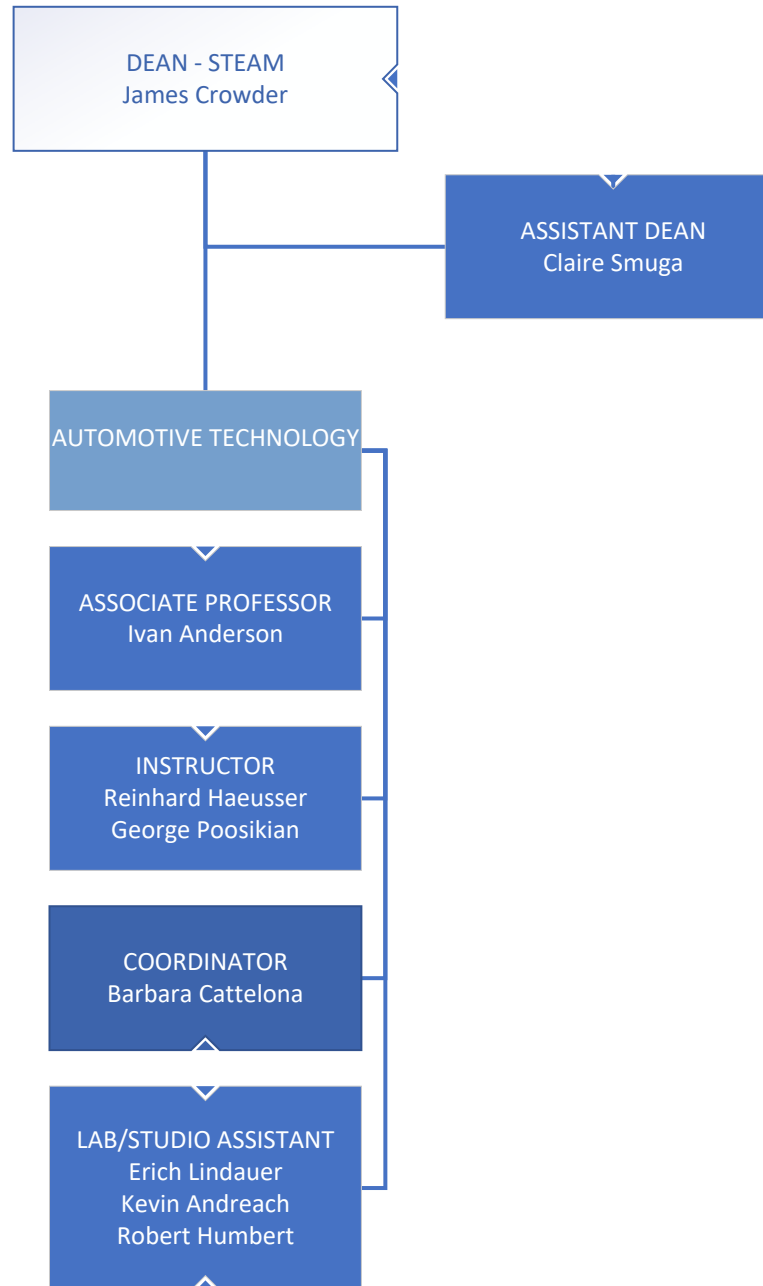 DEAN - STEAM
James Crowder
ASSISTANT DEAN
Claire Smuga
AUTOMOTIVE TECHNOLOGY
ASSOCIATE PROFESSOR
Ivan Anderson
INSTRUCTOR
Reinhard Haeusser
George Poosikian
COORDINATOR
Barbara Cattelona
LAB/STUDIO ASSISTANT
Erich Lindauer
Kevin Andreach
Robert Humbert